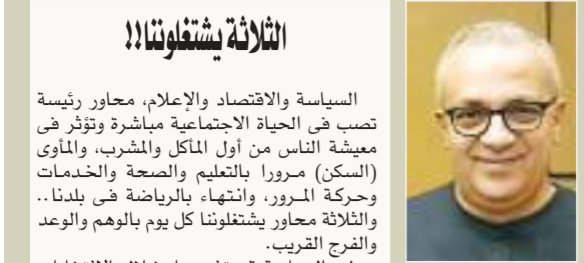 الثلاثة يشتغلوننا!!
السياسة والاقتصاد والإعلام، محاور رئيسة
تصب فى الحياة الاجتماعية مباشرة وتؤثر فى
معيشة الناس من أول المأكل والمشرب، والمأوى
(السكن) مرورا بالتعليم والصحة والخدمات
وحركة المرور، وانتهاء بالرياضة فى بلدنا..
والثلاثة محاور يشتغلوننا كل يوم بالوهم والوعد
والفرج القريب.